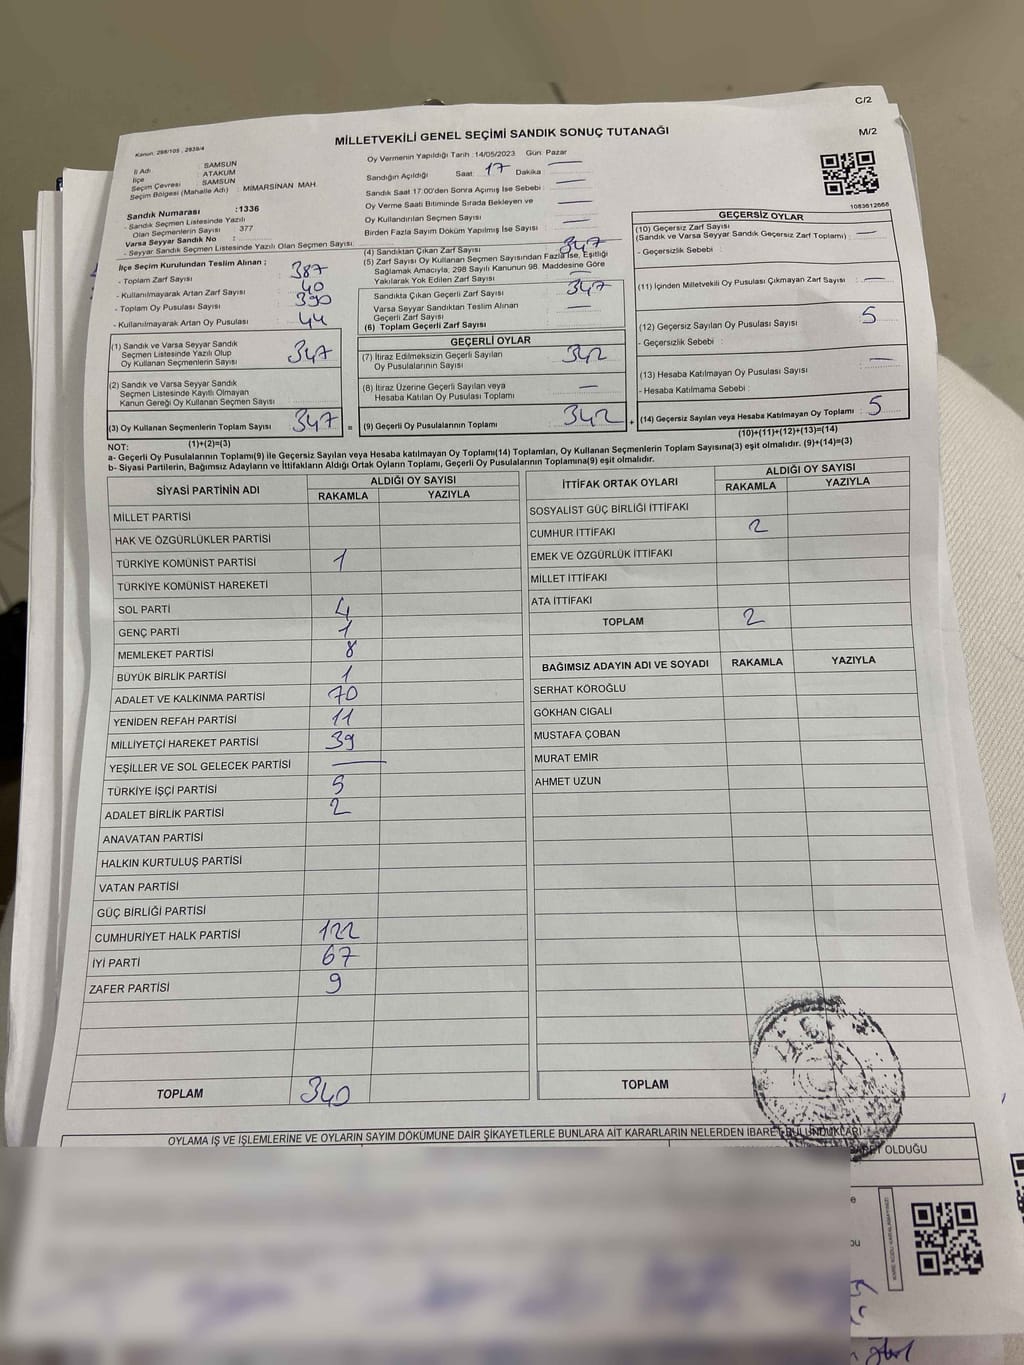 C/2
MİLLETVEKİLİ GENEL SEÇİMİ SANDIK SONUÇ TUTANAĞI
M/2
Kanun, 298/105 , 2839/4
İl Adı : SAMSUN
İlçe : ATAKUM
Seçim Çevresi : SAMSUN
Seçim Bölgesi (Mahalle Adı) : MİMARSİNAN MAH.
Sandık Numarası :1336
- Sandık Seçmen Listesinde Yazılı
Olan Seçmenlerin Sayısı 377
Varsa Seyyar Sandık No :
- Seyyar Sandık Seçmen Listesinde Yazılı Olan Seçmen Sayısı:
Oy Vermenin Yapıldığı Tarih :14/05/2023 Gün: Pazar
Sandığın Açıldığı Saat: 17 Dakika : —
Sandık Saat 17:00'den Sonra Açımış İse Sebebi : —
Oy Verme Saati Bitiminde Sırada Bekleyen ve
Oy Kullandırılan Seçmen Sayısı —
Birden Fazla Sayım Döküm Yapılmış İse Sayısı : —
1083612666
İlçe Seçim Kurulundan Teslim Alınan ;
- Toplam Zarf Sayısı : 387
- Kullanılmayarak Artan Zarf Sayısı : 40
- Toplam Oy Pusulası Sayısı : 390
- Kullanılmayarak Artan Oy Pusulası : 44
(1) Sandık ve Varsa Seyyar Sandık
Seçmen Listesinde Yazılı Olup
Oy Kullanan Seçmenlerin Sayısı : 347
(2) Sandık ve Varsa Seyyar Sandık
Seçmen Listesinde Kayıtlı Olmayan
Kanun Gereği Oy Kullanan Seçmen Sayısı :
(3) Oy Kullanan Seçmenlerin Toplam Sayısı : 347
(4) Sandıktan Çıkan Zarf Sayısı : 347
(5) Zarf Sayısı Oy Kullanan Seçmen Sayısından Fazla İse, Eşitliği
Sağlamak Amacıyla; 298 Sayılı Kanunun 98. Maddesine Göre
Yakılarak Yok Edilen Zarf Sayısı : —
Sandıkta Çıkan Geçerli Zarf Sayısı : 347
Varsa Seyyar Sandıktan Teslim Alınan
Geçerli Zarf Sayısı : —
(6) Toplam Geçerli Zarf Sayısı
GEÇERLİ OYLAR
(7) İtiraz Edilmeksizin Geçerli Sayılan
Oy Pusulalarının Sayısı : 342
(8) İtiraz Üzerine Geçerli Sayılan veya
Hesaba Katılan Oy Pusulası Toplamı : —
= (9) Geçerli Oy Pusulalarının Toplamı : 342 +
GEÇERSİZ OYLAR
(10) Geçersiz Zarf Sayısı
(Sandık ve Varsa Seyyar Sandık Geçersiz Zarf Toplamı) : —
- Geçersizlik Sebebi :
(11) İçinden Milletvekili Oy Pusulası Çıkmayan Zarf Sayısı : —
(12) Geçersiz Sayılan Oy Pusulası Sayısı : 5
- Geçersizlik Sebebi :
(13) Hesaba Katılmayan Oy Pusulası Sayısı : —
- Hesaba Katılmama Sebebi :
(14) Geçersiz Sayılan veya Hesaba Katılmayan Oy Toplamı : 5
NOT: (1)+(2)=(3)
(10)+(11)+(12)+(13)=(14)
a- Geçerli Oy Pusulalarının Toplamı(9) ile Geçersiz Sayılan veya Hesaba katılmayan Oy Toplamı(14) Toplamları, Oy Kullanan Seçmenlerin Toplam Sayısına(3) eşit olmalıdır. (9)+(14)=(3)
b- Siyasi Partilerin, Bağımsız Adayların ve İttifakların Aldığı Ortak Oyların Toplamı, Geçerli Oy Pusulalarının Toplamına(9) eşit olmalıdır.
SİYASİ PARTİNİN ADI ALDIĞI OY SAYISI
RAKAMLA YAZIYLA
MİLLET PARTİSİ
HAK VE ÖZGÜRLÜKLER PARTİSİ
TÜRKİYE KOMÜNİST PARTİSİ 1
TÜRKİYE KOMÜNİST HAREKETİ
SOL PARTİ 4
GENÇ PARTİ 1
MEMLEKET PARTİSİ 8
BÜYÜK BİRLİK PARTİSİ 1
ADALET VE KALKINMA PARTİSİ 70
YENİDEN REFAH PARTİSİ 11
MİLLİYETÇİ HAREKET PARTİSİ 39
YEŞİLLER VE SOL GELECEK PARTİSİ —
TÜRKİYE İŞÇİ PARTİSİ 5
ADALET BİRLİK PARTİSİ 2
ANAVATAN PARTİSİ
HALKIN KURTULUŞ PARTİSİ
VATAN PARTİSİ
GÜÇ BİRLİĞİ PARTİSİ
CUMHURİYET HALK PARTİSİ 122
İYİ PARTİ 67
ZAFER PARTİSİ 9
TOPLAM 340
İTTİFAK ORTAK OYLARI ALDIĞI OY SAYISI
RAKAMLA YAZIYLA
SOSYALİST GÜÇ BİRLİĞİ İTTİFAKI
CUMHUR İTTİFAKI 2
EMEK VE ÖZGÜRLÜK İTTİFAKI
MİLLET İTTİFAKI
ATA İTTİFAKI
TOPLAM 2
BAĞIMSIZ ADAYIN ADI VE SOYADI RAKAMLA YAZIYLA
SERHAT KÖROĞLU
GÖKHAN CIGALI
MUSTAFA ÇOBAN
MURAT EMİR
AHMET UZUN
TOPLAM
OYLAMA İŞ VE İŞLEMLERİNE VE OYLARIN SAYIM DÖKÜMUNE DAİR ŞİKAYETLERLE BUNLARA AİT KARARLARIN NELERDEN İBARET BULUNDUKLARI
OLDUĞU